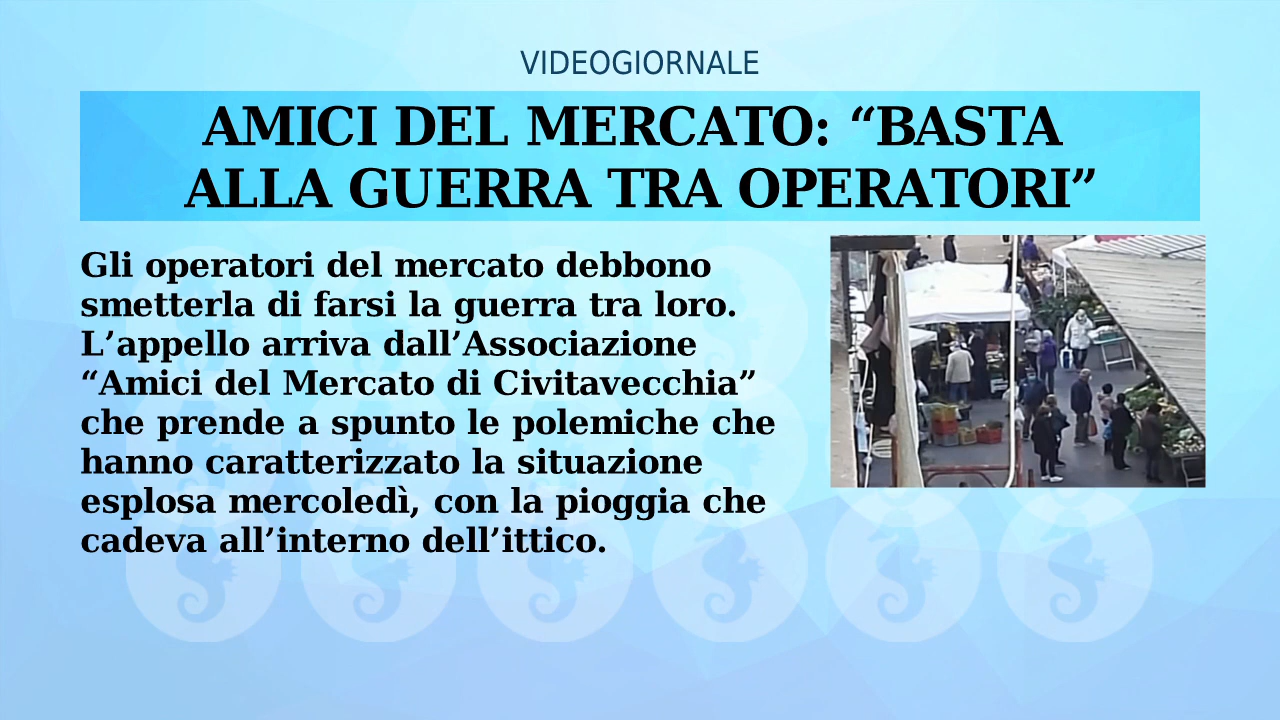 VIDEOGIORNALE
AMICI DEL MERCATO: “BASTA
ALLA GUERRA TRA OPERATORI”
Gli operatori del mercato debbono
smetterla di farsi la guerra tra loro.
L’appello arriva dall’Associazione
“Amici del Mercato di Civitavecchia”
che prende a spunto le polemiche che
hanno caratterizzato la situazione
esplosa mercoledì, con la pioggia che
cadeva all’interno dell’ittico.